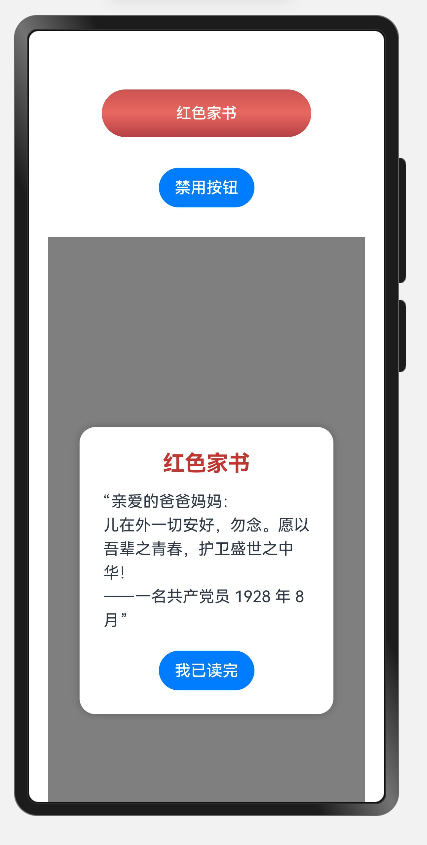 红色家书
禁用按钮
红色家书
“亲爱的爸爸妈妈：
儿在外一切安好，勿念。愿以
吾辈之青春，护卫盛世之中
华！
——一名共产党员 1928 年 8
月”
我已读完